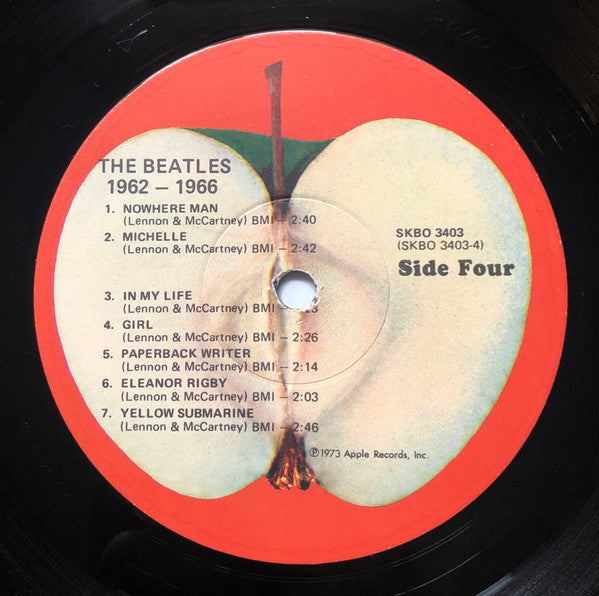 THE BEATLES
1962 – 1966
1. NOWHERE MAN
(Lennon & McCartney) BMI – 2:40
2. MICHELLE
(Lennon & McCartney) BMI – 2:42
SKBO 3403
(SKBO 3403-4)
Side Four
3. IN MY LIFE
(Lennon & McCartney) BMI –
4. GIRL
(Lennon & McCartney) BMI – 2:26
5. PAPERBACK WRITER
(Lennon & McCartney) BMI – 2:14
6. ELEANOR RIGBY
(Lennon & McCartney) BMI – 2:03
7. YELLOW SUBMARINE
(Lennon & McCartney) BMI – 2:46
℗1973 Apple Records, Inc.